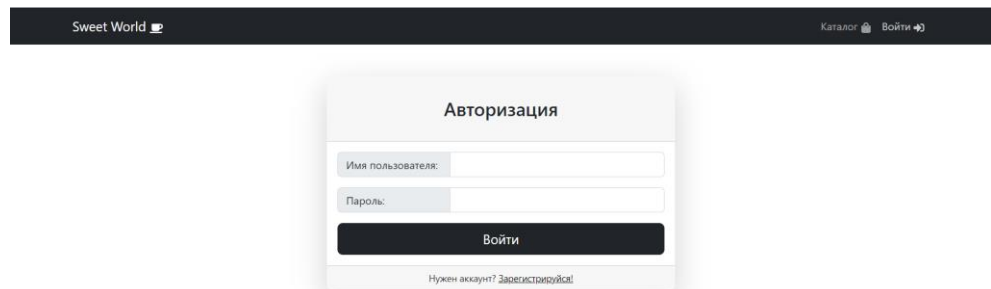 Sweet World
Каталог Войти
Авторизация
Имя пользователя:
Пароль:
Войти
Нужен аккаунт? Зарегистрируйся!